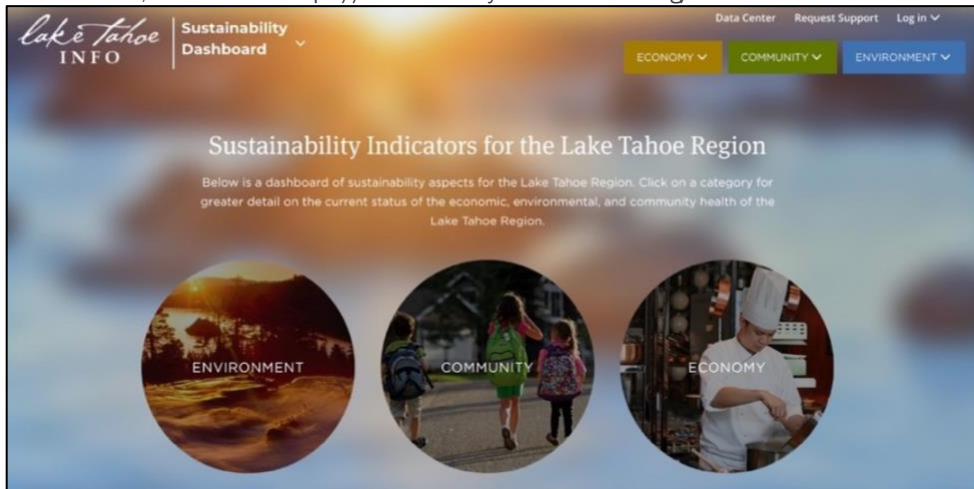 Data Center Request Support Log in
lake Tahoe
INFO
Sustainability
Dashboard
ECONOMY COMMUNITY ENVIRONMENT
Sustainability Indicators for the Lake Tahoe Region
Below is a dashboard of sustainability aspects for the Lake Tahoe Region. Click on a category for
greater detail on the current status of the economic, environmental, and community health of the
Lake Tahoe Region.
ENVIRONMENT
COMMUNITY
ECONOMY